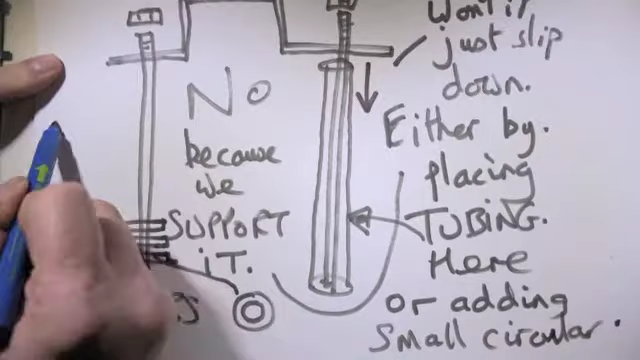 Won't it
just slip
down.
No
because
we
SUPPORT
iT.
Either by.
placing
TUBING.
Here
or adding
Small circular.